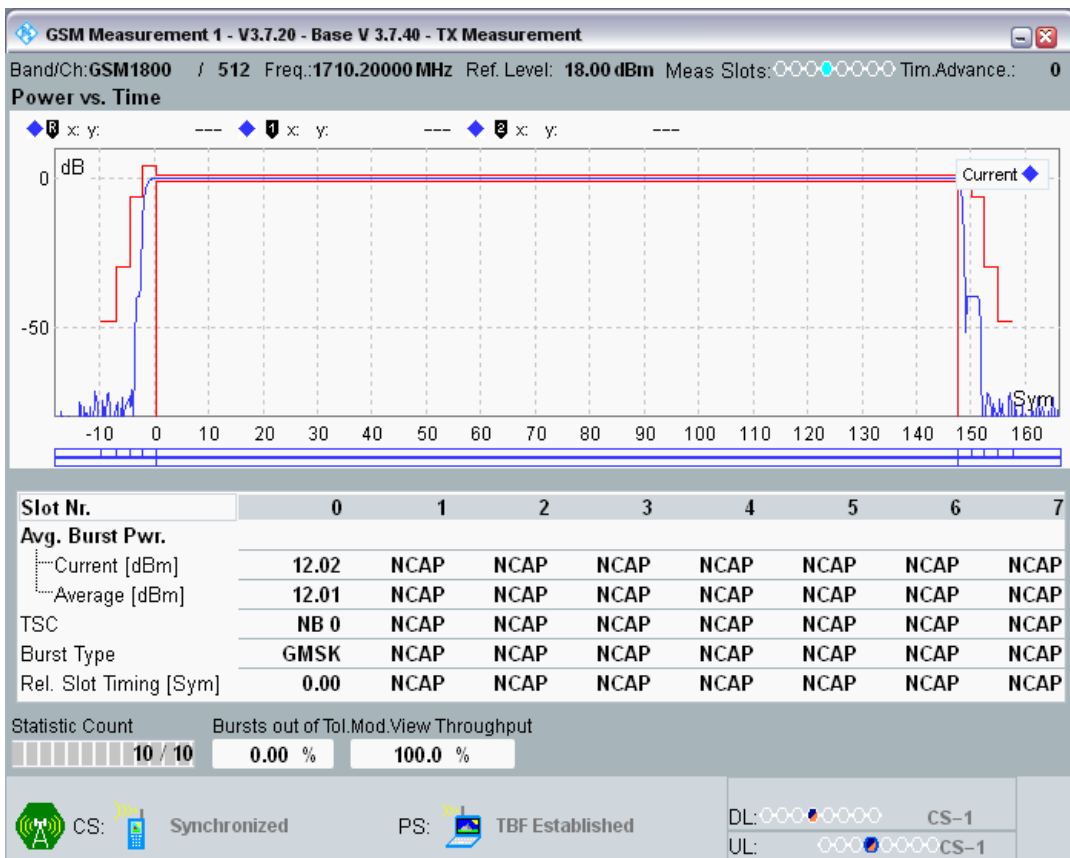 GSM Measurement 1 - V3.7.20 - Base V 3.7.40 - TX Measurement
Band/Ch:GSM1800 / 512 Freq.:1710.20000 MHz Ref. Level: 18.00 dBm Meas Slots: Tim.Advance.: 0
Power vs. Time
R x: y: --- 1 x: y: --- 2 x: y: ---
dB
Current
0
-50
Sym
-10 0 10 20 30 40 50 60 70 80 90 100 110 120 130 140 150 160
Slot Nr. 0 1 2 3 4 5 6 7
Avg. Burst Pwr.
Current [dBm] 12.02 NCAP NCAP NCAP NCAP NCAP NCAP NCAP
Average [dBm] 12.01 NCAP NCAP NCAP NCAP NCAP NCAP NCAP
TSC NB 0 NCAP NCAP NCAP NCAP NCAP NCAP NCAP
Burst Type GMSK NCAP NCAP NCAP NCAP NCAP NCAP NCAP
Rel. Slot Timing [Sym] 0.00 NCAP NCAP NCAP NCAP NCAP NCAP NCAP
Statistic Count Bursts out of Tol.Mod.View Throughput
10 / 10 0.00 % 100.0 %
CS: Synchronized PS: TBF Established DL: CS-1
UL: CS-1